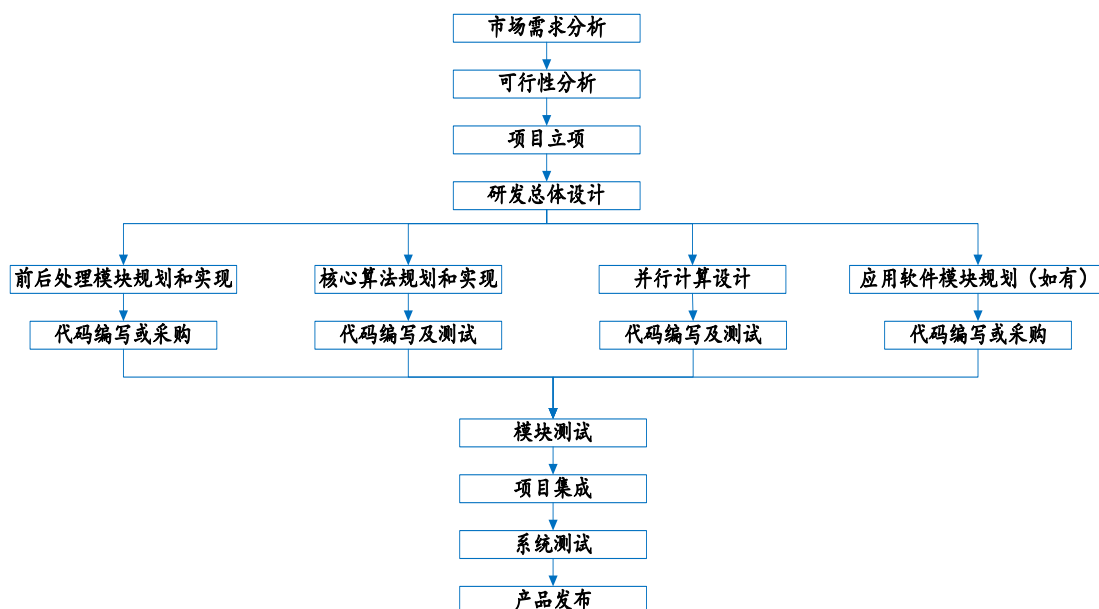 市场需求分析
可行性分析
项目立项
研发总体设计
前后处理模块规划和实现
核心算法规划和实现
并行计算设计
应用软件模块规划（如有）
代码编写或采购
代码编写及测试
代码编写及测试
代码编写或采购
模块测试
项目集成
系统测试
产品发布